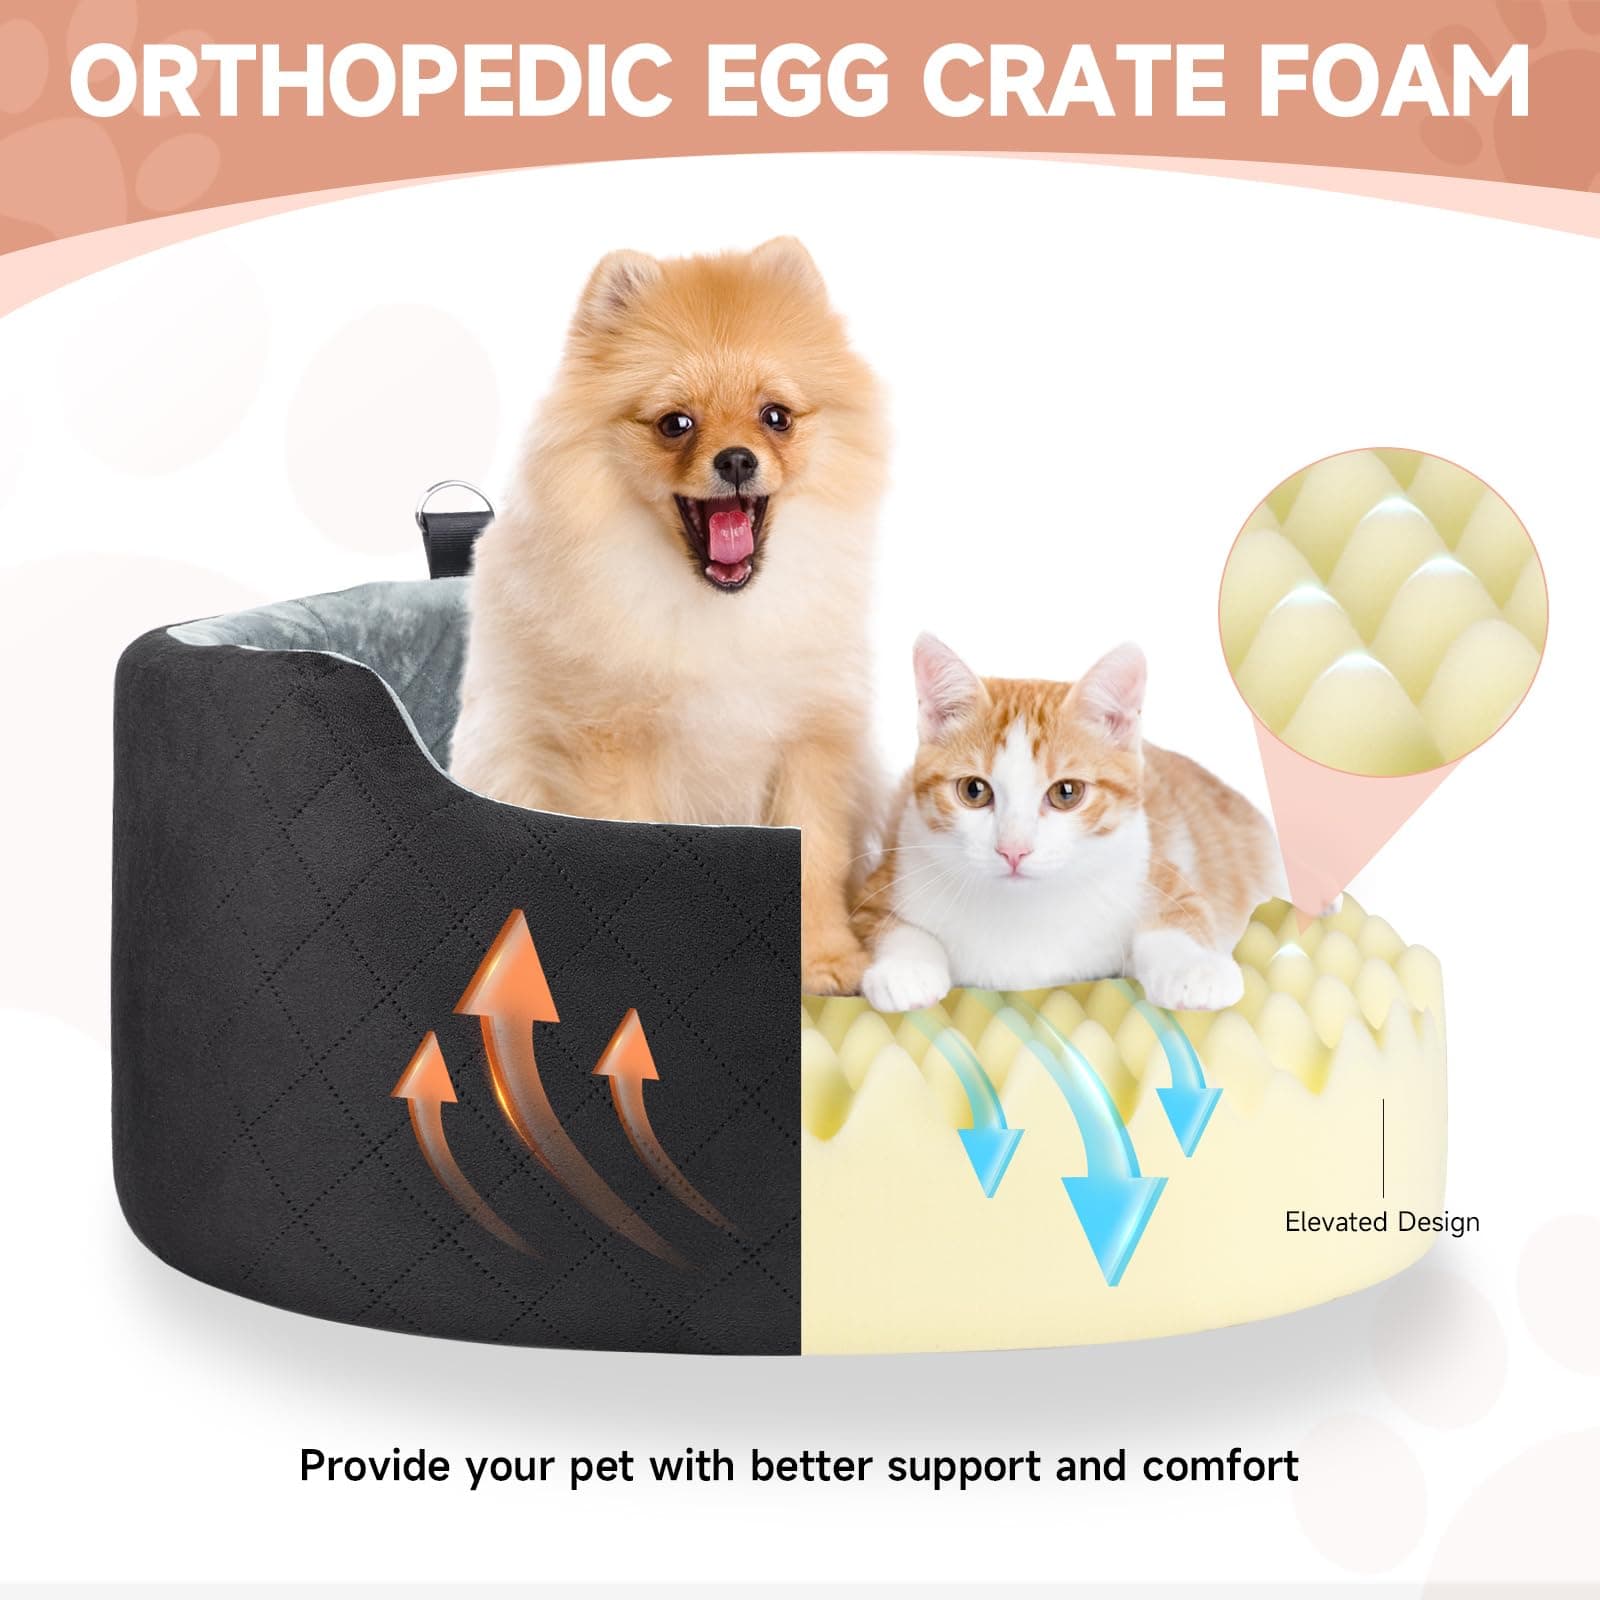 ORTHOPEDIC EGG CRATE FOAM
Elevated Design
Provide your pet with better support and comfort